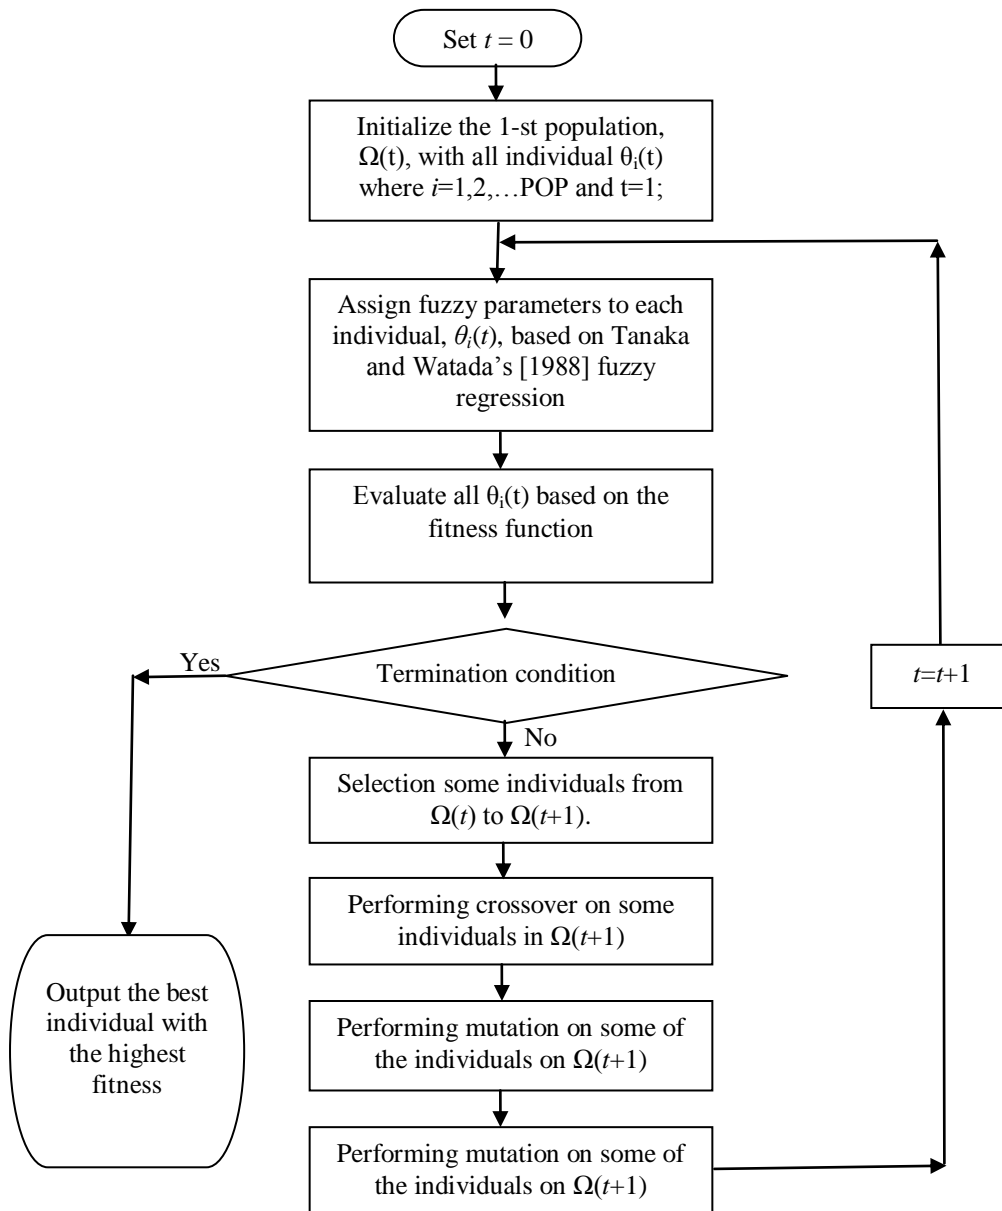 Set t = 0
Initialize the 1-st population,
Ω(t), with all individual θi(t)
where i=1,2,…POP and t=1;
Assign fuzzy parameters to each
individual, θi(t), based on Tanaka
and Watada’s [1988] fuzzy
regression
Evaluate all θi(t) based on the
fitness function
Yes
Termination condition
t=t+1
No
Selection some individuals from
Ω(t) to Ω(t+1).
Performing crossover on some
individuals in Ω(t+1)
Output the best
individual with
the highest
fitness
Performing mutation on some of
the individuals on Ω(t+1)
Performing mutation on some of
the individuals on Ω(t+1)